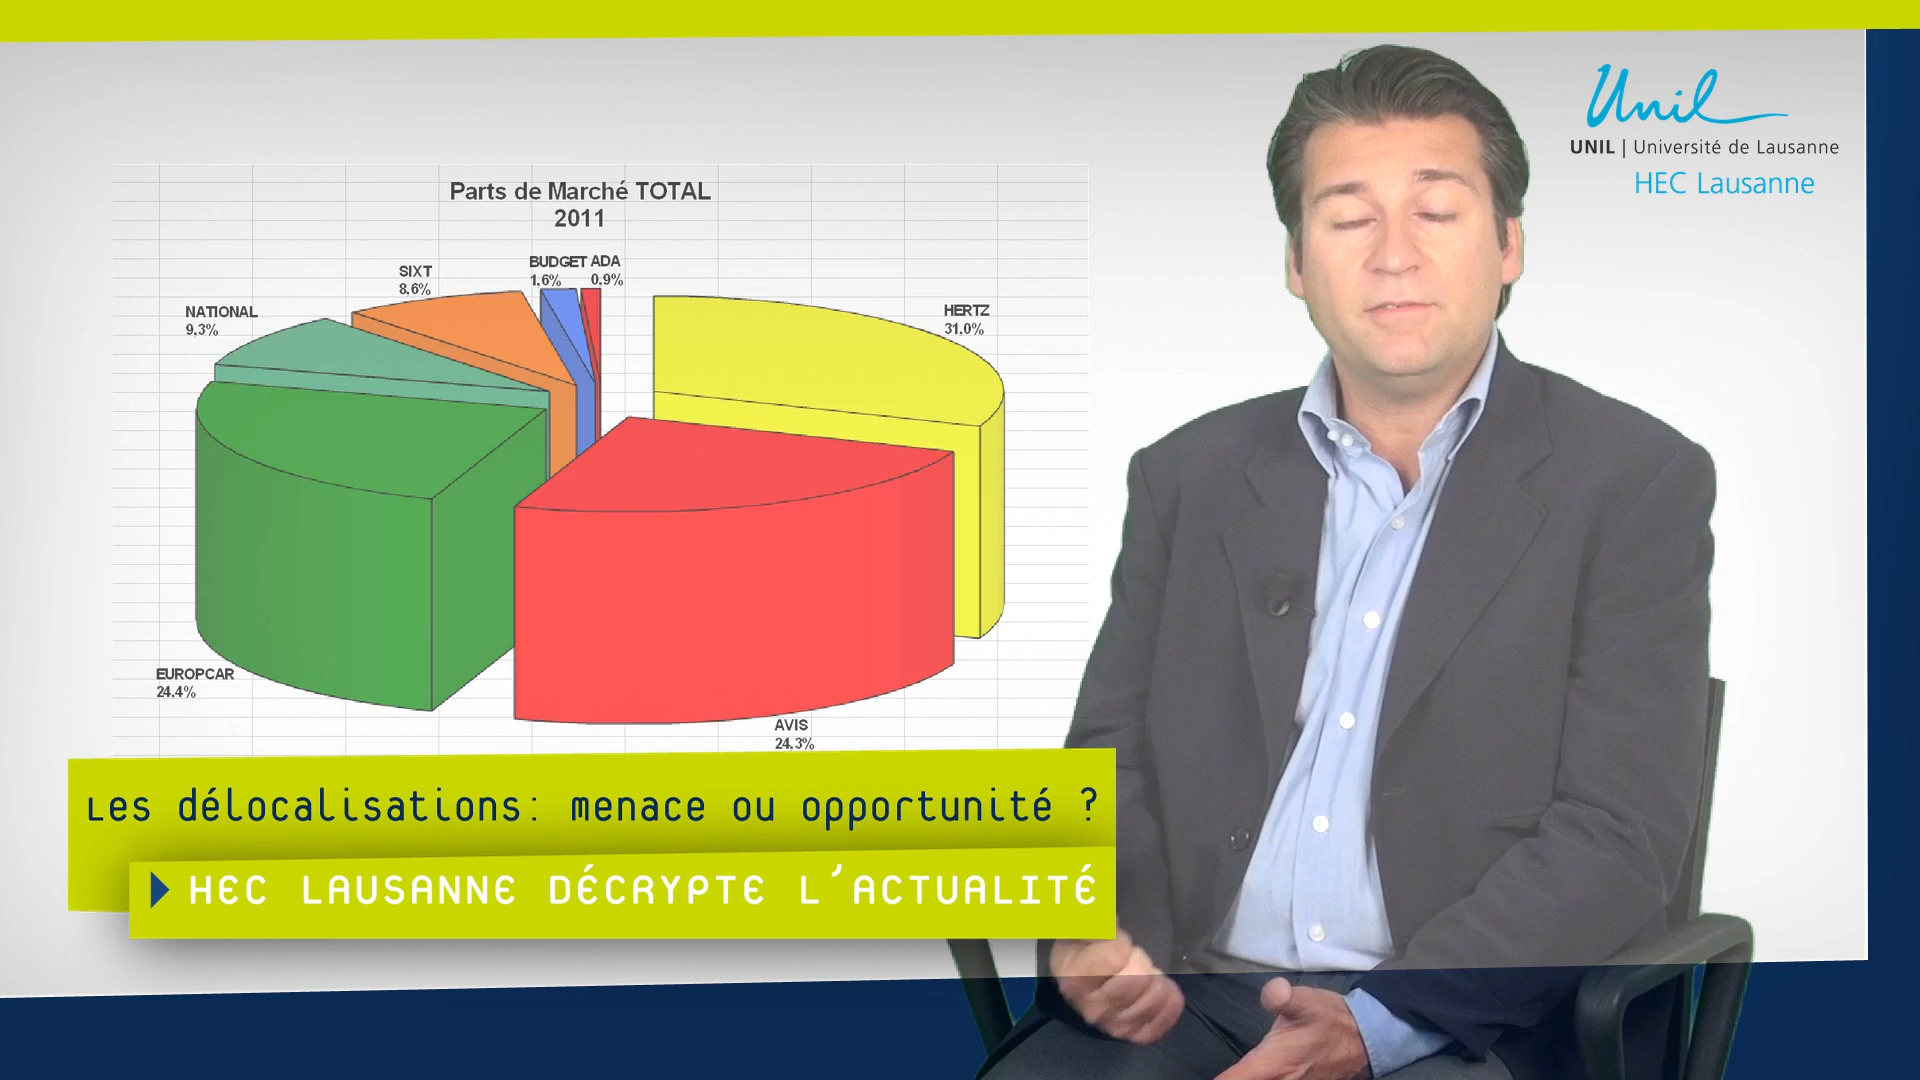 Unil
UNIL | Université de Lausanne
HEC Lausanne
Parts de Marché TOTAL
2011
BUDGET
1,6%
ADA
0,9%
SIXT
8,6%
NATIONAL
9,3%
HERTZ
31,0%
EUROPCAR
24,4%
AVIS
24,3%
Les délocalisations: menace ou opportunité ?
HEC LAUSANNE DÉCRYPTE L'ACTUALITÉ